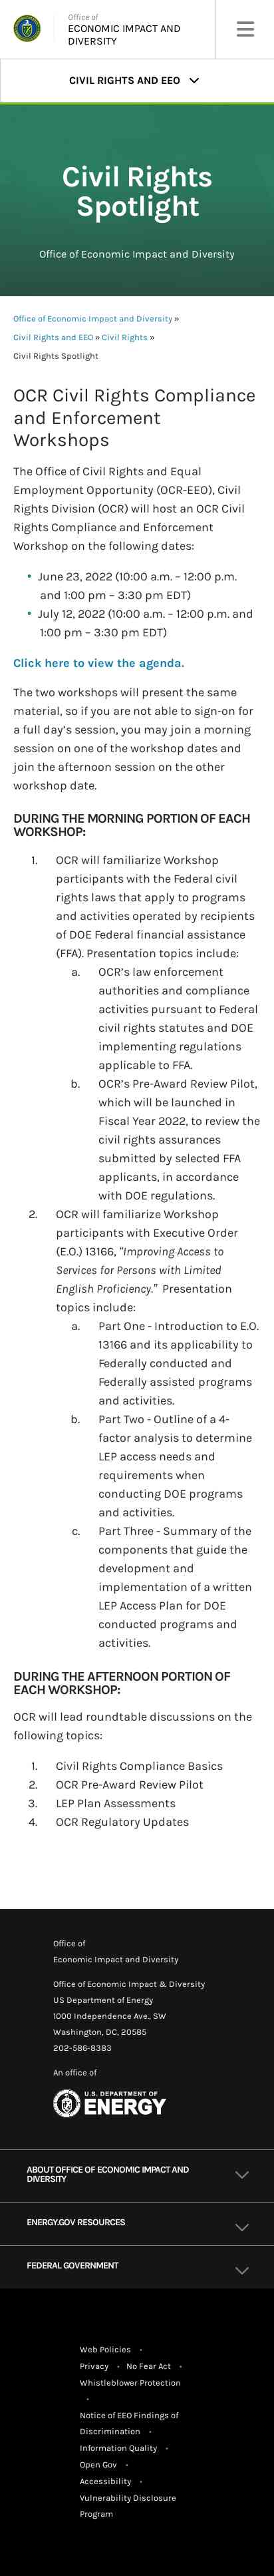 Office of
ECONOMIC IMPACT AND
DIVERSITY
CIVIL RIGHTS AND EEO
Civil Rights
Spotlight
Office of Economic Impact and Diversity
Office of Economic Impact and Diversity »
Civil Rights and EEO » Civil Rights »
Civil Rights Spotlight
OCR Civil Rights Compliance
and Enforcement
Workshops
The Office of Civil Rights and Equal
Employment Opportunity (OCR-EEO), Civil
Rights Division (OCR) will host an OCR Civil
Rights Compliance and Enforcement
Workshop on the following dates:
• June 23, 2022 (10:00 a.m. – 12:00 p.m.
and 1:00 pm – 3:30 pm EDT)
• July 12, 2022 (10:00 a.m. – 12:00 p.m. and
1:00 pm – 3:30 pm EDT)
Click here to view the agenda.
The two workshops will present the same
material, so if you are not able to sign-on for
a full day’s session, you may join a morning
session on one of the workshop dates and
join the afternoon session on the other
workshop date.
DURING THE MORNING PORTION OF EACH
WORKSHOP:
1. OCR will familiarize Workshop
participants with the Federal civil
rights laws that apply to programs
and activities operated by recipients
of DOE Federal financial assistance
(FFA). Presentation topics include:
a. OCR’s law enforcement
authorities and compliance
activities pursuant to Federal
civil rights statutes and DOE
implementing regulations
applicable to FFA.
b. OCR’s Pre-Award Review Pilot,
which will be launched in
Fiscal Year 2022, to review the
civil rights assurances
submitted by selected FFA
applicants, in accordance
with DOE regulations.
2. OCR will familiarize Workshop
participants with Executive Order
(E.O.) 13166, “Improving Access to
Services for Persons with Limited
English Proficiency.” Presentation
topics include:
a. Part One - Introduction to E.O.
13166 and its applicability to
Federally conducted and
Federally assisted programs
and activities.
b. Part Two - Outline of a 4-
factor analysis to determine
LEP access needs and
requirements when
conducting DOE programs
and activities.
c. Part Three - Summary of the
components that guide the
development and
implementation of a written
LEP Access Plan for DOE
conducted programs and
activities.
DURING THE AFTERNOON PORTION OF
EACH WORKSHOP:
OCR will lead roundtable discussions on the
following topics:
1. Civil Rights Compliance Basics
2. OCR Pre-Award Review Pilot
3. LEP Plan Assessments
4. OCR Regulatory Updates
Office of
Economic Impact and Diversity
Office of Economic Impact & Diversity
US Department of Energy
1000 Independence Ave., SW
Washington, DC, 20585
202-586-8383
An office of
U.S. DEPARTMENT OF
ENERGY
ABOUT OFFICE OF ECONOMIC IMPACT AND
DIVERSITY
ENERGY.GOV RESOURCES
FEDERAL GOVERNMENT
Web Policies •
Privacy • No Fear Act •
Whistleblower Protection
•
Notice of EEO Findings of
Discrimination •
Information Quality •
Open Gov •
Accessibility •
Vulnerability Disclosure
Program